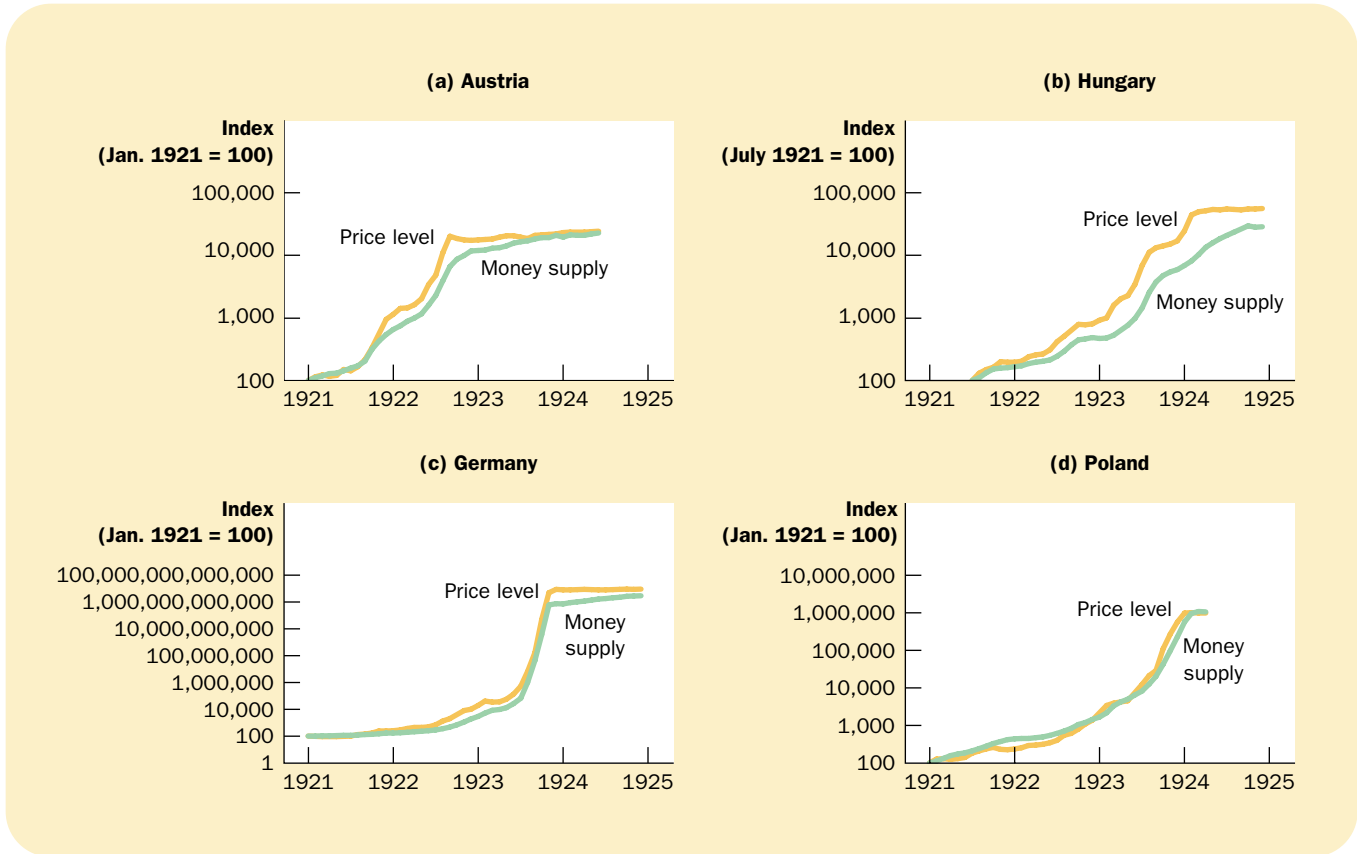 (a) Austria
Index
(Jan. 1921 = 100)
100,000
10,000
1,000
100
Price level
Money supply
1921 1922 1923 1924 1925
(b) Hungary
Index
(July 1921 = 100)
100,000
10,000
1,000
100
Price level
Money supply
1921 1922 1923 1924 1925
(c) Germany
Index
(Jan. 1921 = 100)
100,000,000,000,000
1,000,000,000,000
10,000,000,000
100,000,000
1,000,000
10,000
100
1
Price level
Money
supply
1921 1922 1923 1924 1925
(d) Poland
Index
(Jan. 1921 = 100)
10,000,000
1,000,000
100,000
10,000
1,000
100
Price level
Money
supply
1921 1922 1923 1924 1925